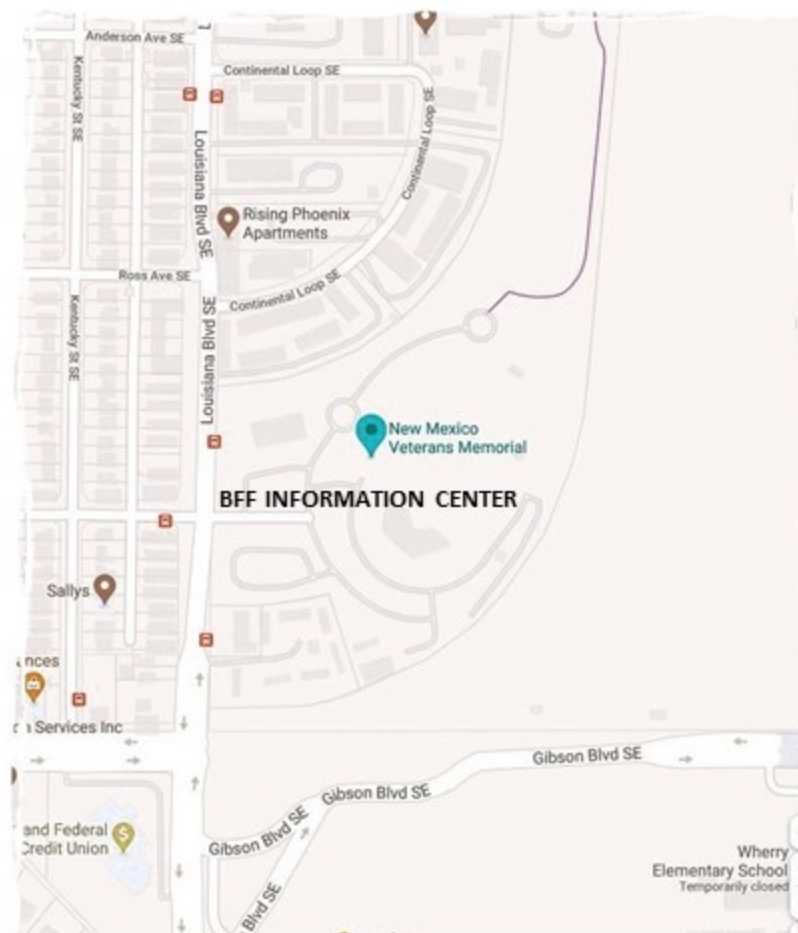 Anderson Ave SE
Continental Loop SE
Kentucky St SE
Continental Loop SE
Louisiana Blvd SE
Rising Phoenix
Apartments
Ross Ave SE
Continental Loop SE
Kentucky St SE
Louisiana Blvd SE
New Mexico
Veterans Memorial
BFF INFORMATION CENTER
Sallys
ances
n Services Inc
Gibson Blvd SE
Gibson Blvd SE
Gibson Blvd SE
and Federal
Credit Union
$
Wherry
Elementary School
Temporarily closed
Blvd SE